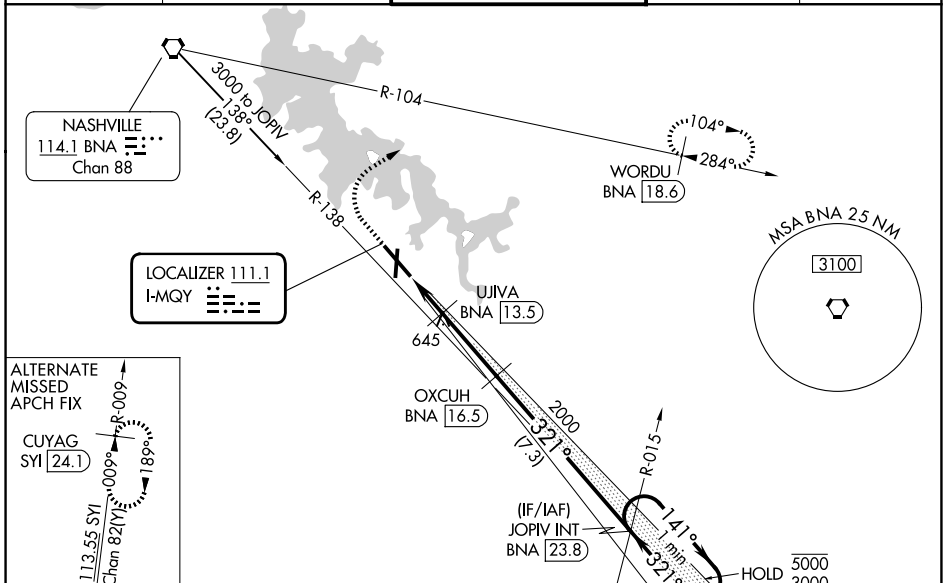 3000 to JOPIV
138°
(23.8)
R-104
104°
284°
WORDU
BNA 18.6
NASHVILLE
114.1 BNA
Chan 88
R-138
MSA BNA 25 NM
3100
LOCALIZER 111.1
I-MQY
UJIVA
BNA 13.5
645
ALTERNATE
MISSED
APCH FIX
R-009
CUYAG
SYI 24.1
009°
189°
113.55 SYI
Chan 82(Y)
OXCUH
BNA 16.5
2000
321°
(7.3)
R-015
(IF/IAF)
JOPIV INT
BNA 23.8
141°
1 min
321°
HOLD
5000